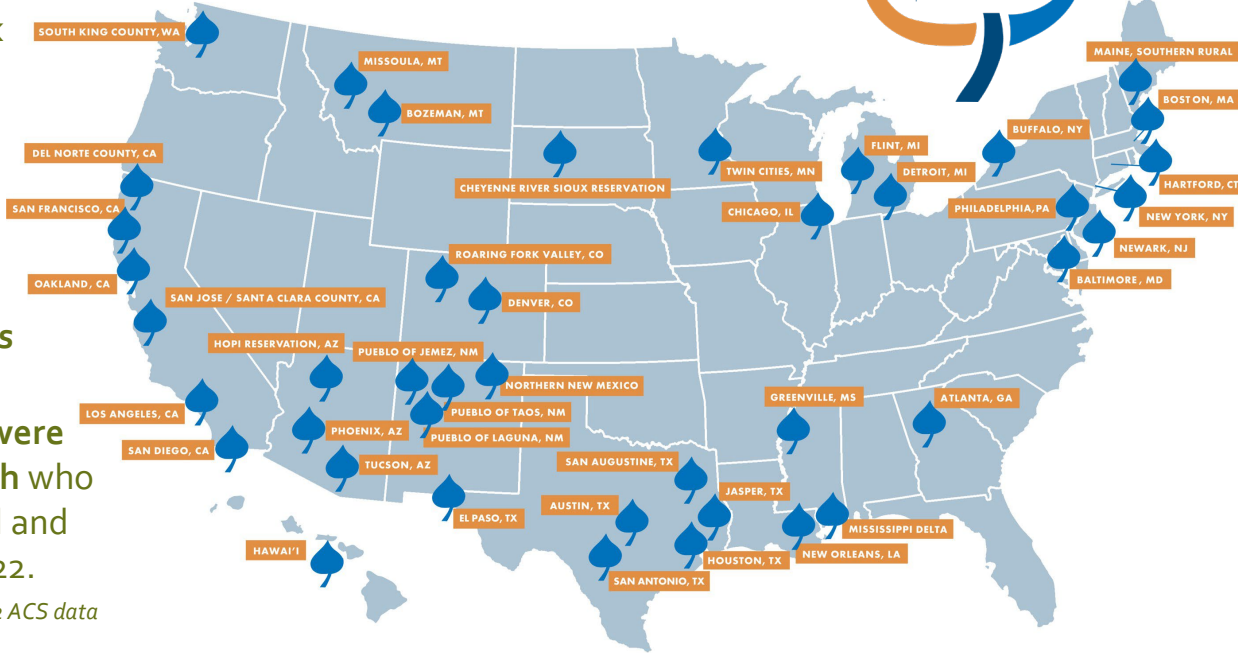 SOUTH KING COUNTY, WA
MISSOULA, MT
BOZEMAN, MT
MAINE, SOUTHERN RURAL
BOSTON, MA
BUFFALO, NY
FLINT, MI
DETROIT, MI
TWIN CITIES, MN
HARTFORD, CT
DEL NORTE COUNTY, CA
CHEYENNE RIVER SIOUX RESERVATION
CHICAGO, IL
PHILADELPHIA, PA
NEW YORK, NY
SAN FRANCISCO, CA
NEWARK, NJ
ROARING FORK VALLEY, CO
BALTIMORE, MD
OAKLAND, CA
SAN JOSE / SANTA CLARA COUNTY, CA
DENVER, CO
HOPI RESERVATION, AZ
PUEBLO OF JEMEZ, NM
NORTHERN NEW MEXICO
GREENVILLE, MS
ATLANTA, GA
LOS ANGELES, CA
PUEBLO OF TAOS, NM
PHOENIX, AZ
PUEBLO OF LAGUNA, NM
SAN DIEGO, CA
TUCSON, AZ
SAN AUGUSTINE, TX
JASPER, TX
AUSTIN, TX
EL PASO, TX
MISSISSIPPI DELTA
HAWAI'I
HOUSTON, TX
NEW ORLEANS, LA
SAN ANTONIO, TX
were
h who
and
22.
ACS data